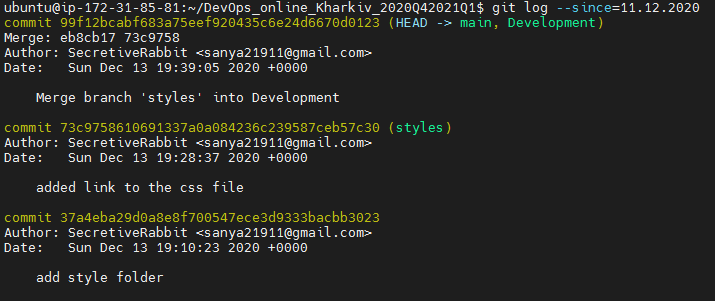 ubuntu@ip-172-31-85-81:~/DevOps_online_Kharkiv_2020Q42021Q1$ git log --since=11.12.2020
commit 99f12bcabf683a75eef920435c6e24d6670d0123 (HEAD -> main, Development)
Merge: eb8cb17 73c9758
Author: SecretiveRabbit <sanya21911@gmail.com>
Date:   Sun Dec 13 19:39:05 2020 +0000
    Merge branch 'styles' into Development
commit 73c9758610691337a0a084236c239587ceb57c30 (styles)
Author: SecretiveRabbit <sanya21911@gmail.com>
Date:   Sun Dec 13 19:28:37 2020 +0000
    added link to the css file
commit 37a4eba29d0a8e8f700547ece3d9333bacbb3023
Author: SecretiveRabbit <sanya21911@gmail.com>
Date:   Sun Dec 13 19:10:23 2020 +0000
    add style folder